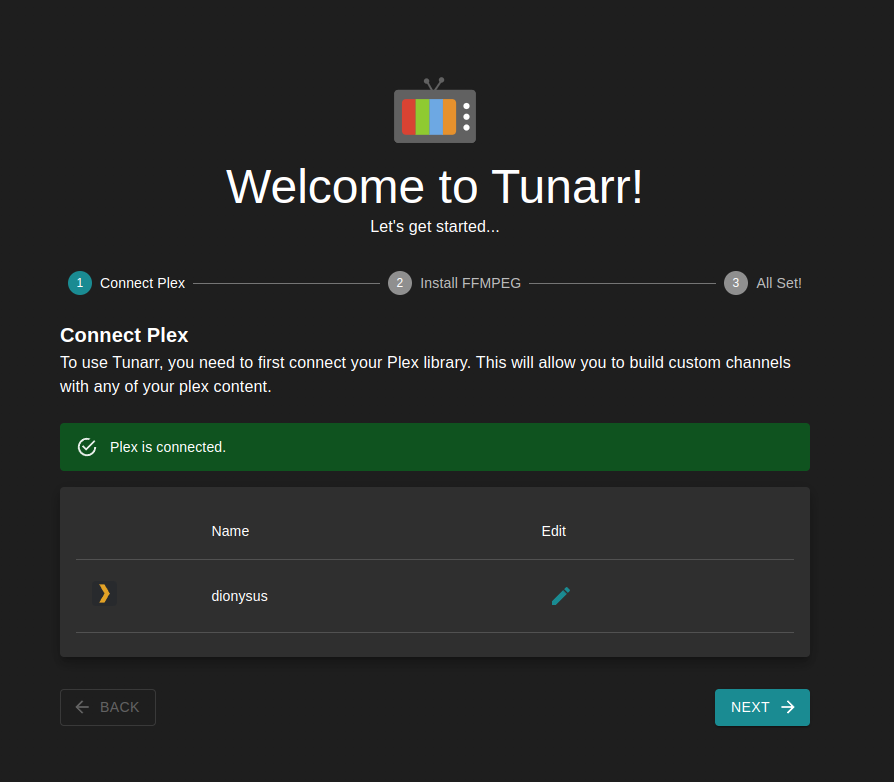 Welcome to Tunarr!
Let's get started...
1 Connect Plex 2 Install FFMPEG 3 All Set!
Connect Plex
To use Tunarr, you need to first connect your Plex library. This will allow you to build custom channels
with any of your plex content.
Plex is connected.
Name Edit
dionysus
BACK NEXT